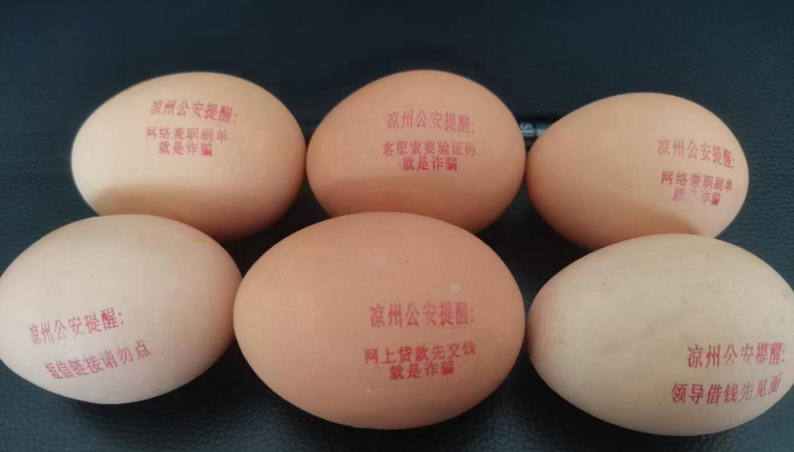 凉州公安提醒:
网络兼职刷单
就是诈骗
凉州公安提醒:
客服索要验证码
就是诈骗
凉州公安提醒:
网络兼职刷单
就是诈骗
凉州公安提醒:
短信链接请勿点
凉州公安提醒:
网上贷款先交钱
就是诈骗
凉州公安提醒:
领导借钱先见面